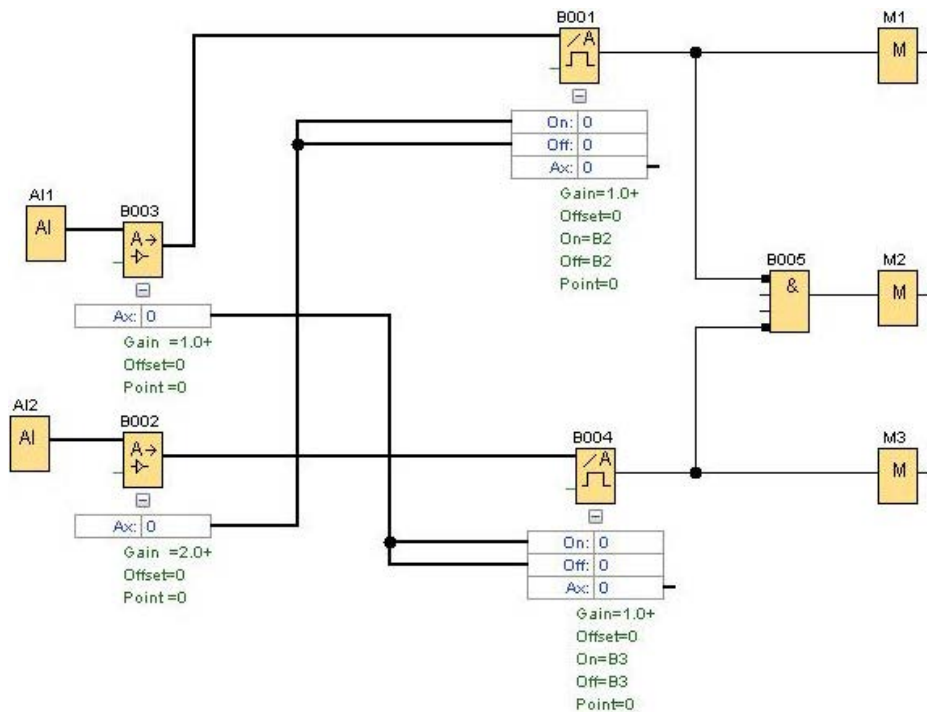 B001
M1
/A
M
On: 0
Off: 0
Ax: 0
Gain=1.0+
Offset=0
On=B2
Off=B2
Point=0
AI1
B003
AI
A→
Ax: 0
Gain =1.0+
Offset=0
Point =0
B005
M2
&
M
AI2
B002
AI
A→
Ax: 0
Gain =2.0+
Offset=0
Point =0
B004
M3
/A
M
On: 0
Off: 0
Ax: 0
Gain=1.0+
Offset=0
On=B3
Off=B3
Point=0